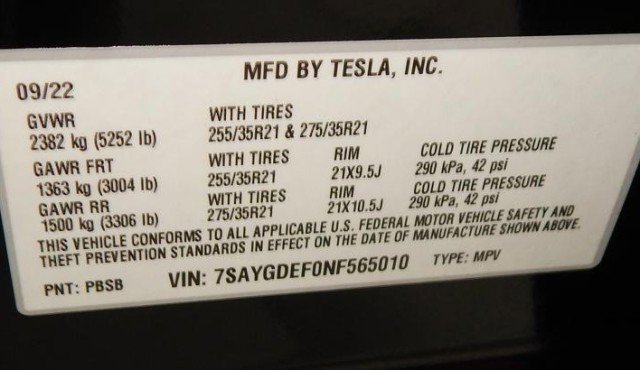 MFD BY TESLA, INC.
09/22
GVWR WITH TIRES
2382 kg (5252 lb) 255/35R21 & 275/35R21
GAWR FRT WITH TIRES RIM COLD TIRE PRESSURE
1363 kg (3004 lb) 255/35R21 21X9.5J 290 kPa, 42 psi
GAWR RR WITH TIRES RIM COLD TIRE PRESSURE
1500 kg (3306 lb) 275/35R21 21X10.5J 290 kPa, 42 psi
THIS VEHICLE CONFORMS TO ALL APPLICABLE U.S. FEDERAL MOTOR VEHICLE SAFETY AND
THEFT PREVENTION STANDARDS IN EFFECT ON THE DATE OF MANUFACTURE SHOWN ABOVE.
PNT: PBSB VIN: 7SAYGDEF0NF565010 TYPE: MPV